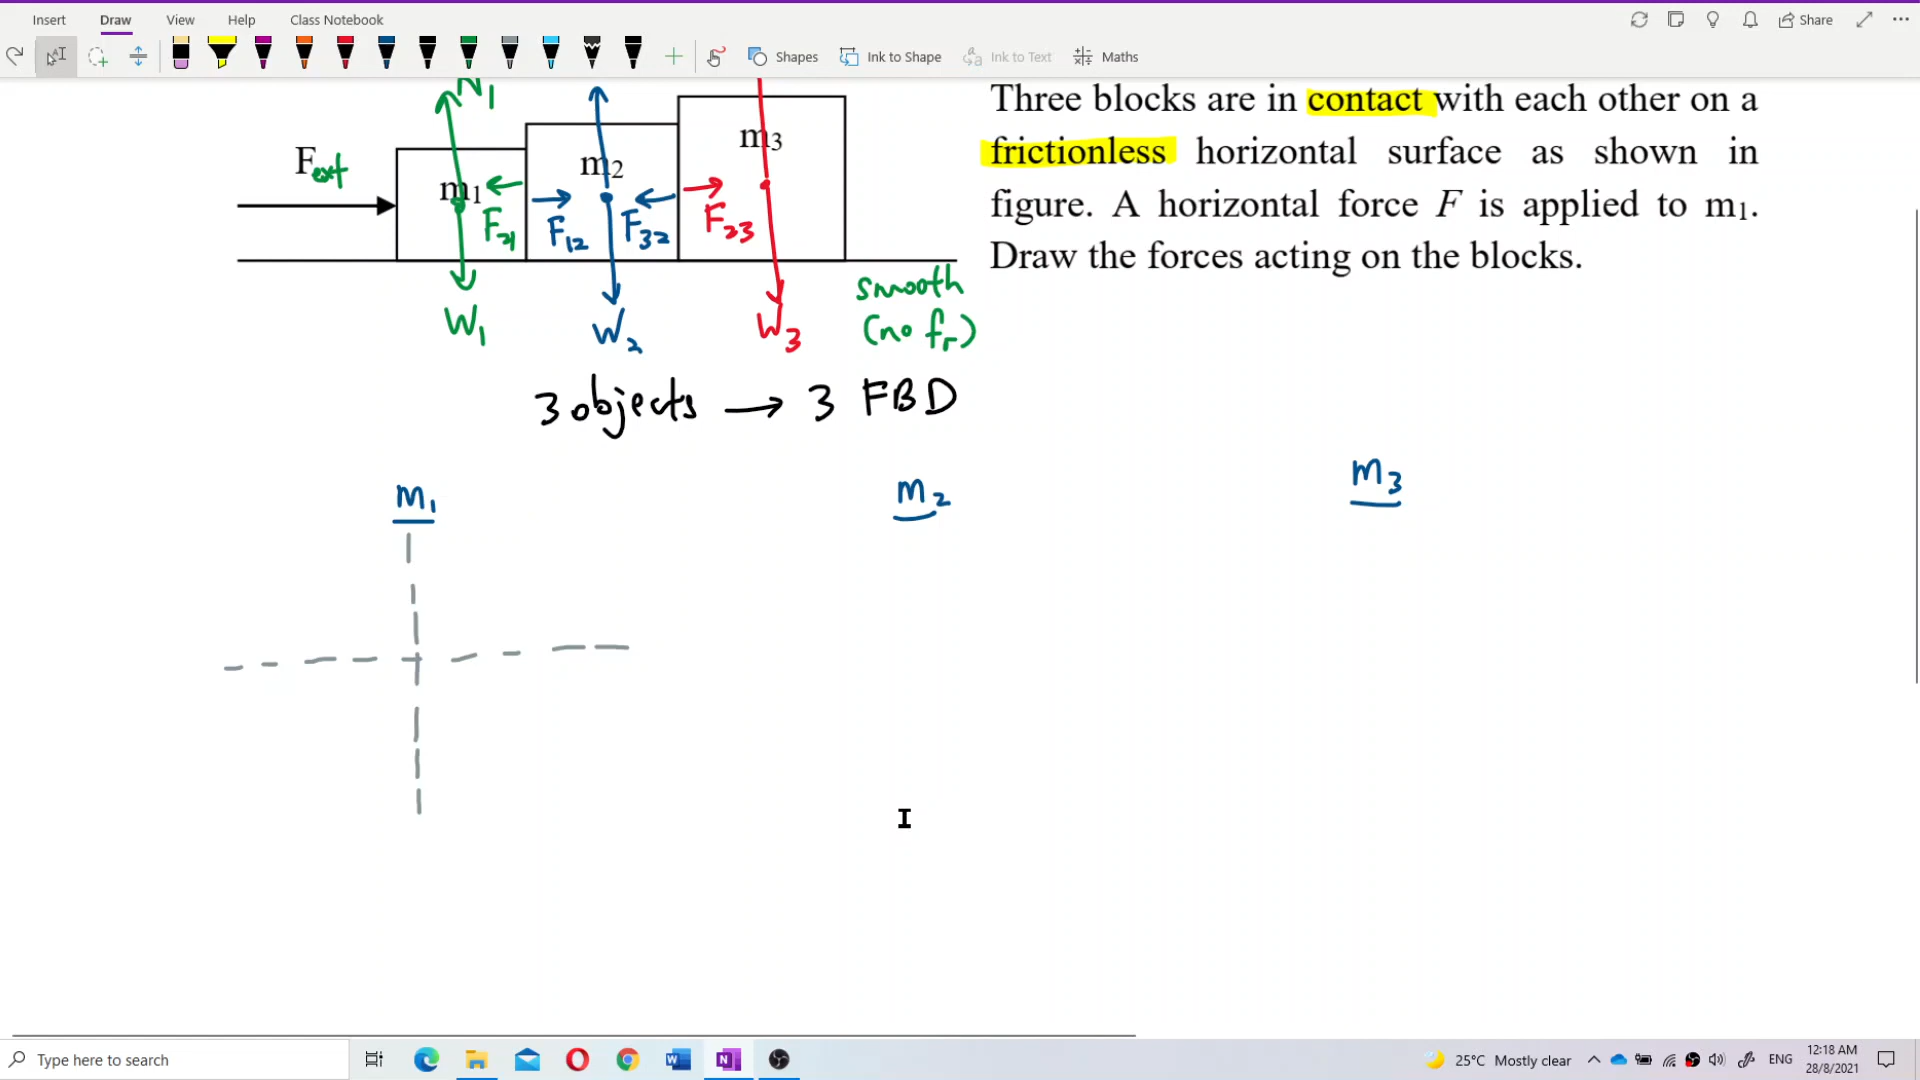 Insert Draw View Help Class Notebook Share
Shapes Ink to Shape Ink to Text Maths
Three blocks are in contact with each other on a
frictionless horizontal surface as shown in
figure. A horizontal force F is applied to m1.
Draw the forces acting on the blocks.
N1
Fext
m1
m2
m3
F21
F12
F32
F23
W1
W2
W3
smooth
(no fr)
3 objects → 3 FBD
m1
m2
m3
Type here to search
25°C Mostly clear
ENG
12:18 AM
28/8/2021